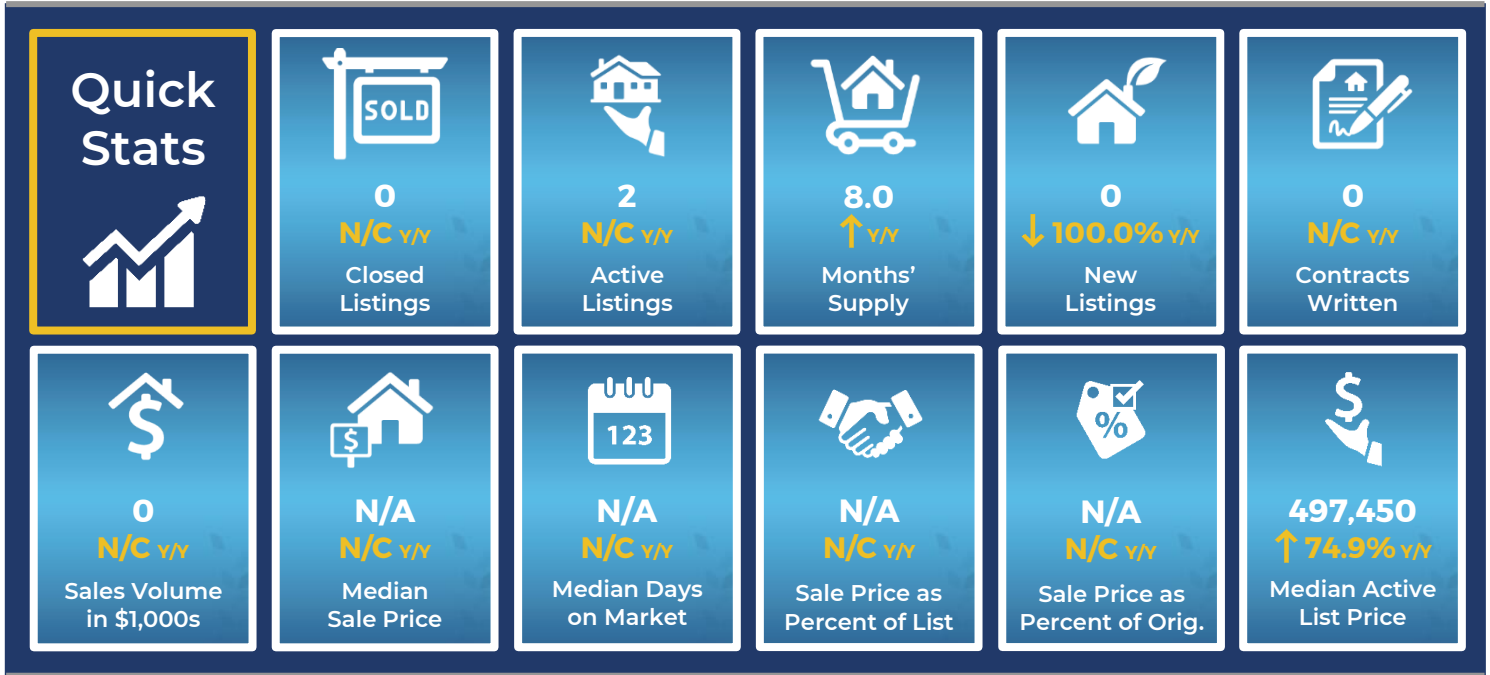 Quick
Stats
SOLD
0
N/C Y/Y
Closed
Listings
2
N/C Y/Y
Active
Listings
8.0
↑ Y/Y
Months’
Supply
0
↓ 100.0% Y/Y
New
Listings
0
N/C Y/Y
Contracts
Written
$
0
N/C Y/Y
Sales Volume
in $1,000s
$
N/A
N/C Y/Y
Median
Sale Price
123
N/A
N/C Y/Y
Median Days
on Market
N/A
N/C Y/Y
Sale Price as
Percent of List
%
N/A
N/C Y/Y
Sale Price as
Percent of Orig.
$
497,450
↑ 74.9% Y/Y
Median Active
List Price